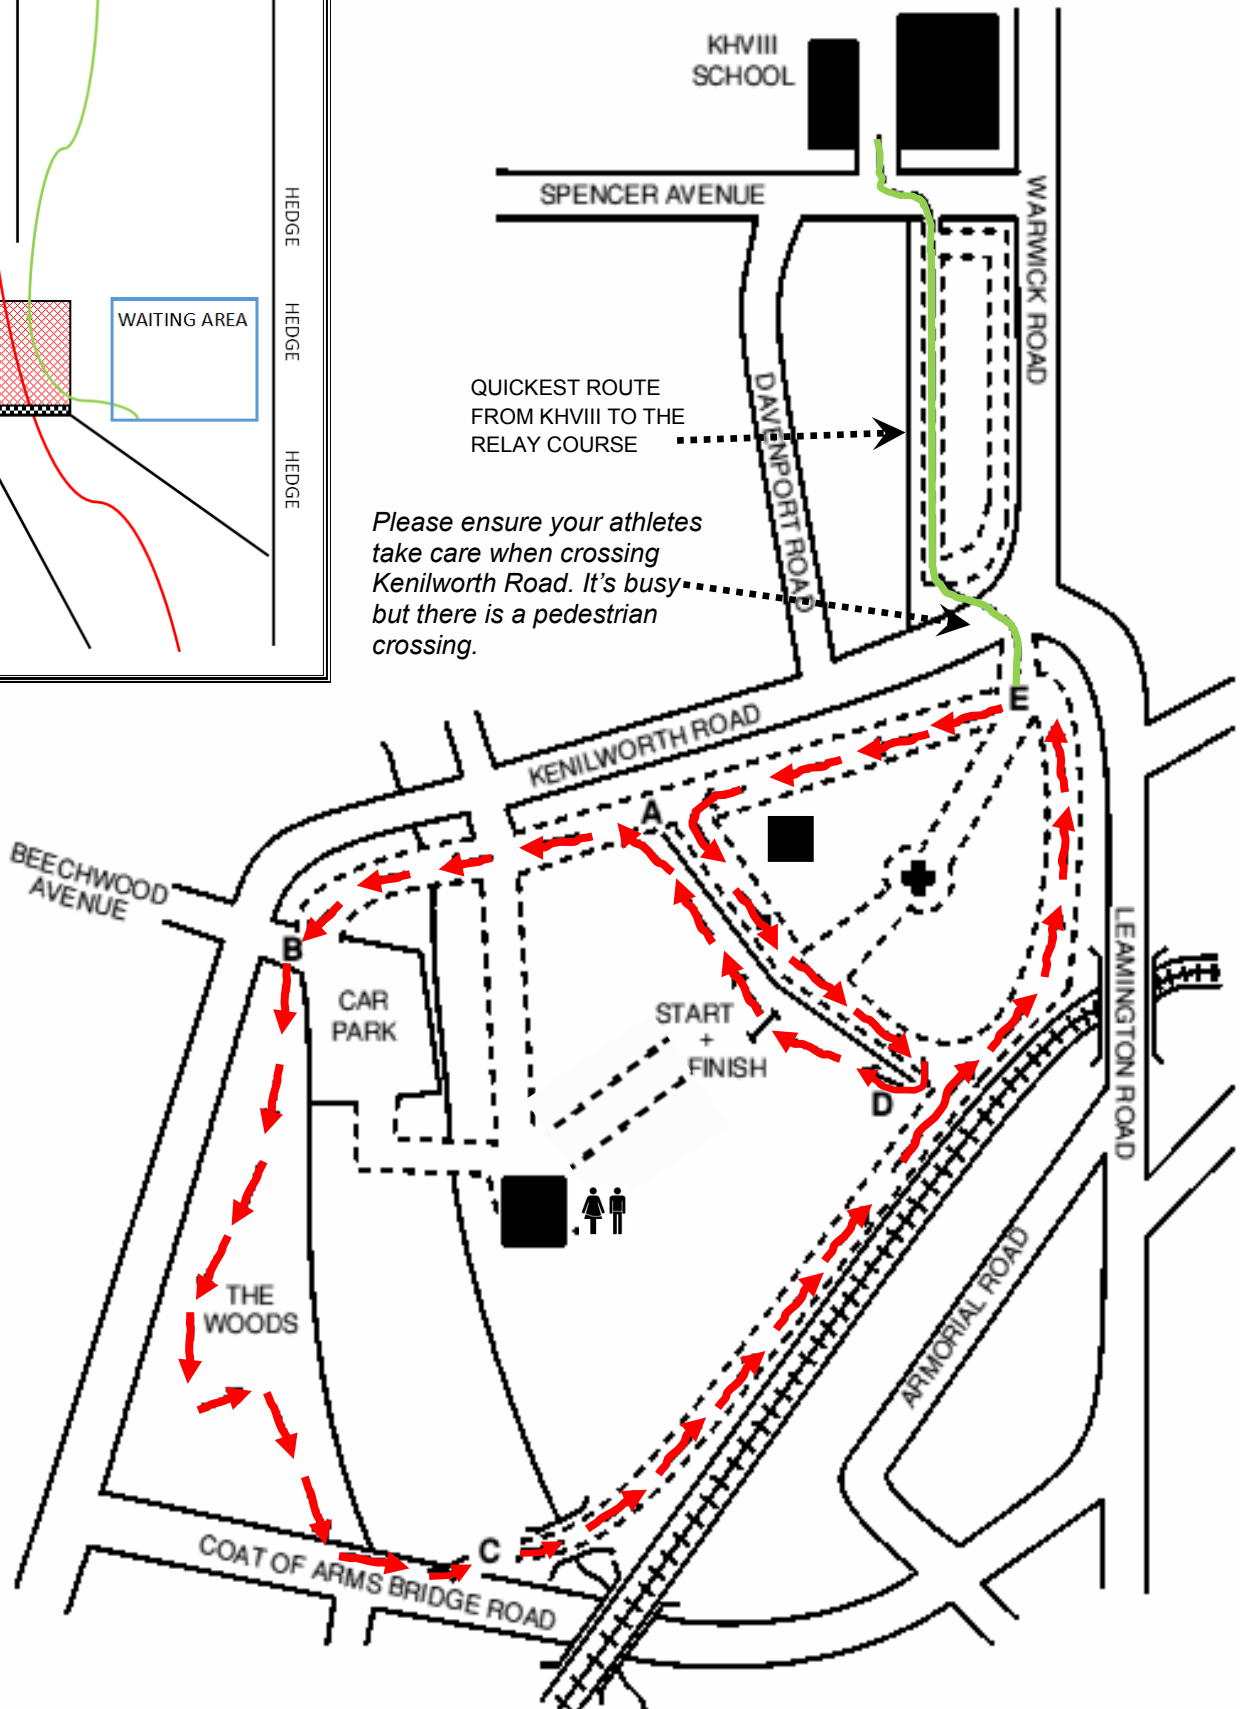 HEDGE
HEDGE
HEDGE
WAITING AREA
KHVIII
SCHOOL
SPENCER AVENUE
WARWICK ROAD
DAVENPORT ROAD
QUICKEST ROUTE
FROM KHVIII TO THE
RELAY COURSE
Please ensure your athletes
take care when crossing
Kenilworth Road. It’s busy
but there is a pedestrian
crossing.
E
KENILWORTH ROAD
A
BEECHWOOD
AVENUE
B
CAR
PARK
START
+
FINISH
D
LEAMINGTON ROAD
THE
WOODS
ARMORIAL ROAD
C
COAT OF ARMS BRIDGE ROAD